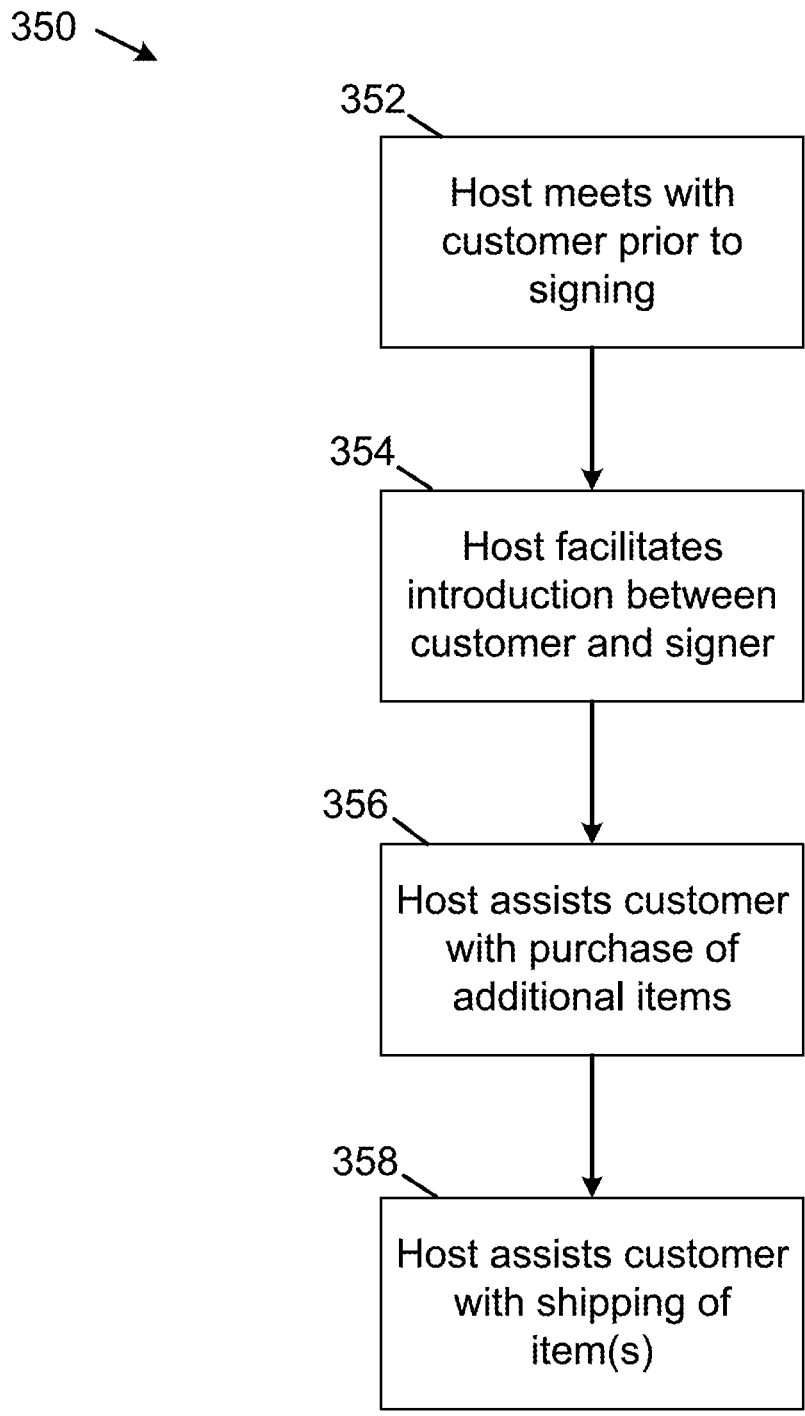 350
352
Host meets with
customer prior to
signing
354
Host facilitates
introduction between
customer and signer
356
Host assists customer
with purchase of
additional items
358
Host assists customer
with shipping of
item(s)